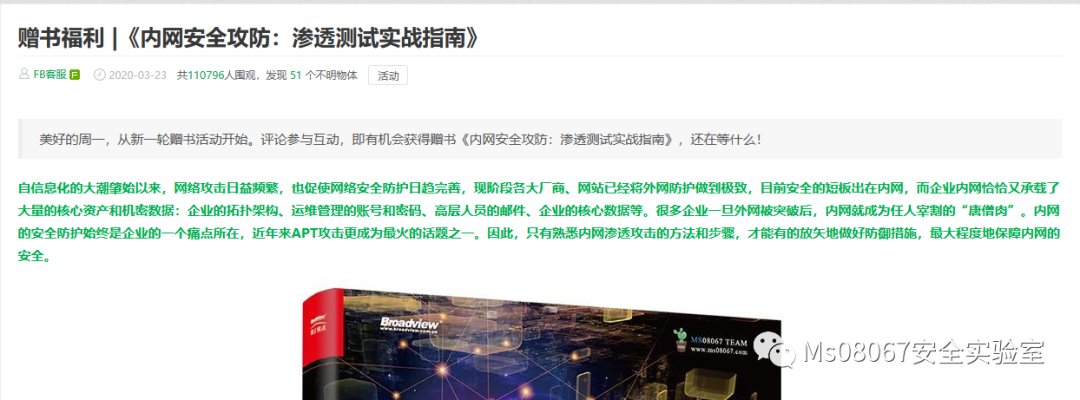 赠书福利 |《内网安全攻防：渗透测试实战指南》
FB客服 F 2020-03-23 共110796人围观，发现 51 个不明物体 活动
美好的周一，从新一轮赠书活动开始。评论参与互动，即有机会获得赠书《内网安全攻防：渗透测试实战指南》，还在等什么！
自信息化的大潮肇始以来，网络攻击日益频繁，也促使网络安全防护日趋完善，现阶段各大厂商、网站已经将外网防护做到极致，目前安全的短板出在内网，而企业内网恰恰又承载了
大量的核心资产和机密数据：企业的拓扑架构、运维管理的账号和密码、高层人员的邮件、企业的核心数据等。很多企业一旦外网被突破后，内网就成为任人宰割的“唐僧肉”。内网
的安全防护始终是企业的一个痛点所在，近年来APT攻击更成为最火的话题之一。因此，只有熟悉内网渗透攻击的方法和步骤，才能有的放矢地做好防御措施，最大程度地保障内网的
安全。
Broadview
www.broadview.com.cn
MS08067 TEAM
www.ms08067.com
Ms08067安全实验室